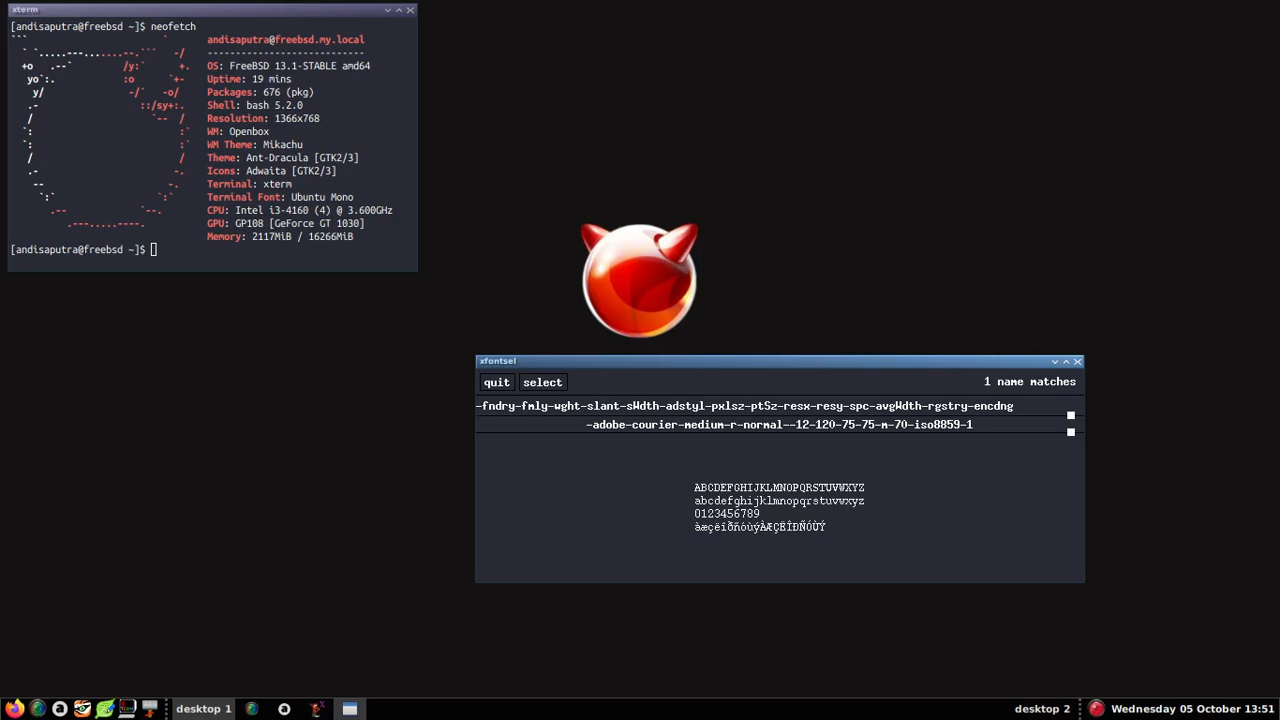 xterm
[andisaputra@freebsd ~]$ neofetch
andisaputra@freebsd.my.local
----------------------------
OS: FreeBSD 13.1-STABLE amd64
Uptime: 19 mins
Packages: 676 (pkg)
Shell: bash 5.2.0
Resolution: 1366x768
WM: Openbox
WM Theme: Mikachu
Theme: Ant-Dracula [GTK2/3]
Icons: Adwaita [GTK2/3]
Terminal: xterm
Terminal Font: Ubuntu Mono
CPU: Intel i3-4160 (4) @ 3.600GHz
GPU: GP108 [GeForce GT 1030]
Memory: 2117MiB / 16266MiB
[andisaputra@freebsd ~]$
xfontsel
quit select 1 name matches
-fndry-fmly-wght-slant-sWdth-adstyl-pxlsz-ptSz-resx-resy-spc-avgWdth-rgstry-encdng
-adobe-courier-medium-r-normal--12-120-75-75-m-70-iso8859-1
ABCDEFGHIJKLMNOPQRSTUVWXYZ
abcdefghijklmnopqrstuvwxyz
0123456789
àæçëîðñóùýÀÆÇËÎÐÑÓÙÝ
desktop 1 desktop 2 Wednesday 05 October 13:51